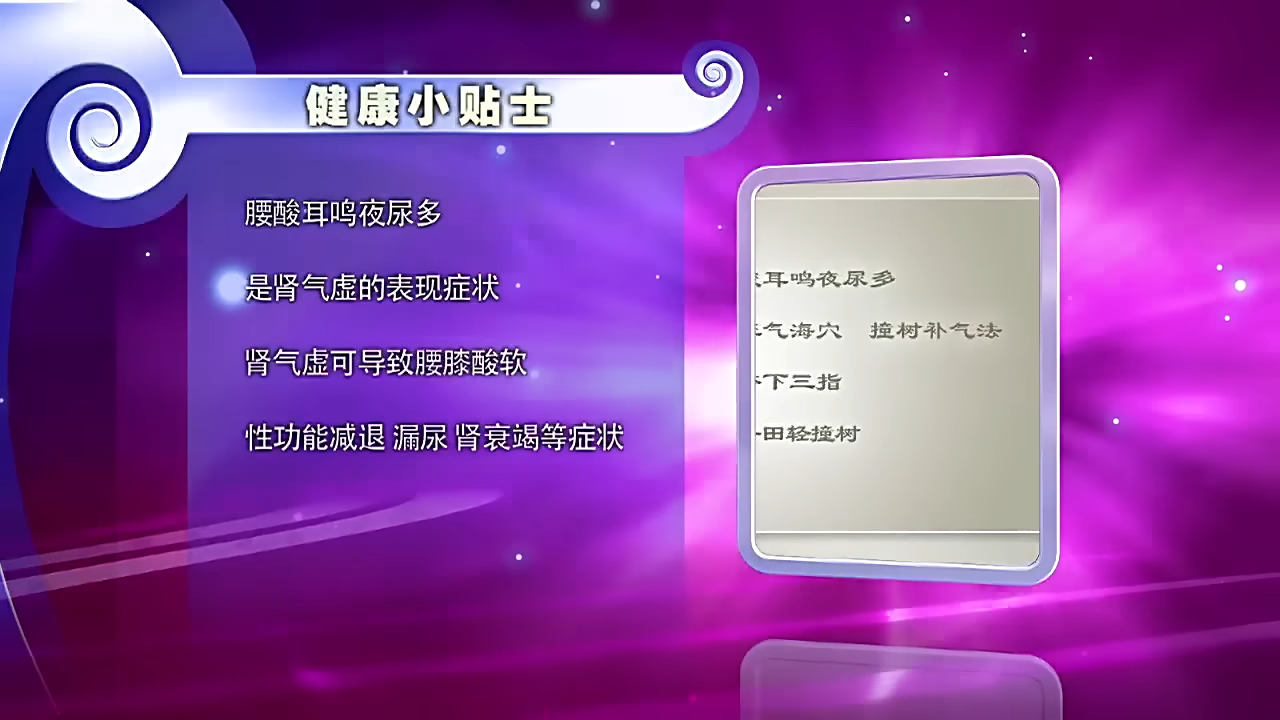 健康小贴士
腰酸耳鸣夜尿多
是肾气虚的表现症状
肾气虚可导致腰膝酸软
性功能减退 漏尿 肾衰竭等症状
耳鸣夜尿多
气海穴 撞树补气法
下三指
田轻撞树